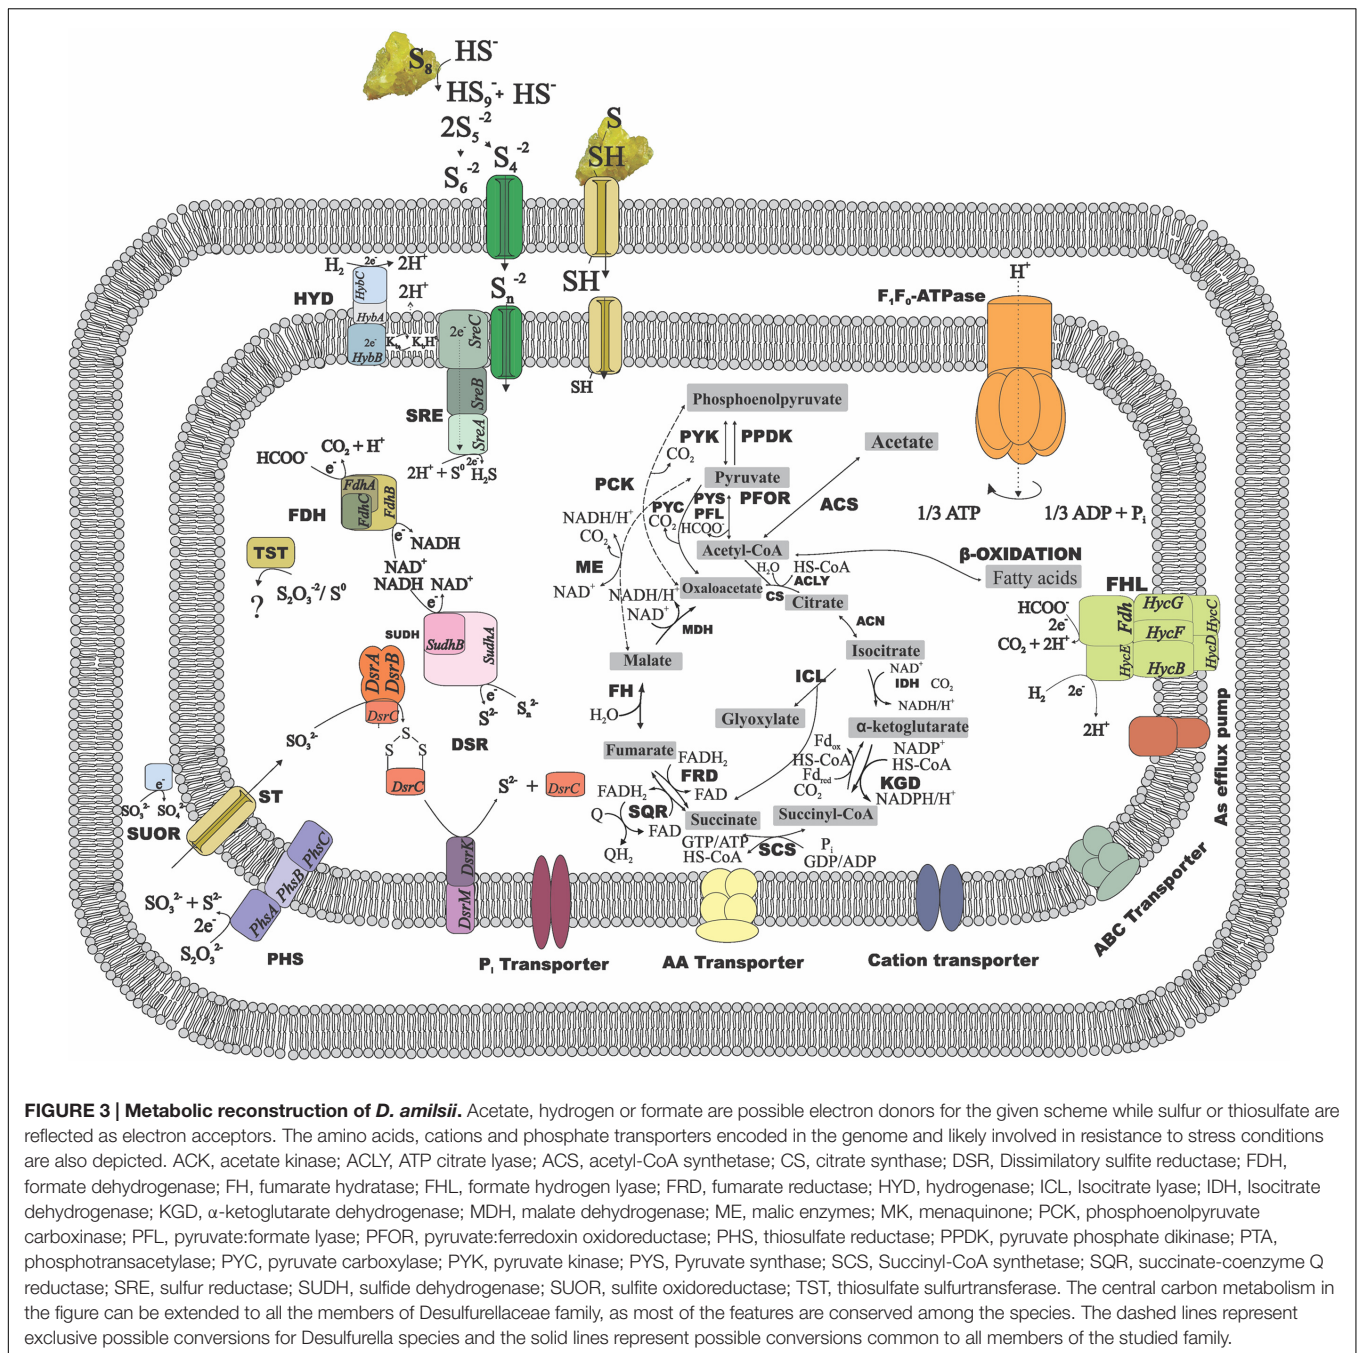 S8 HS-
HS9- + HS-
2S5-2
S6-2 S4-2
S
SH
H2 2e- 2H+
HybC
HYD
2H+
HybA
2e-
HybB
Sn-2
SH
2e-
SreC
SreB
SRE
SreA
2H+ + S0 2e- H2S
SH
H+
F1F0-ATPase
1/3 ATP 1/3 ADP + Pi
HCOO- CO2 + H+
e-
FdhA
FdhC
FdhB
FDH
e- NADH
NAD+
TST
?
S2O3-2/ S0
NADH NAD+
e-
SUDH
SudhB
SudhA
e-
S2- Sn2-
DSR
DsrA
DsrB
DsrC
SO32-
S S S
DsrC
S2- + DsrC
DsrK
DsrM
e-
SO32- SO42-
SUOR
ST
PhsC
PhsB
PhsA
SO32- + S2-
2e-
S2O32-
PHS
Phosphoenolpyruvate
PYK PPDK
CO2
Acetate
Pyruvate
PCK
PYC
CO2
PYS
PFL
HCOO-
PFOR
ACS
NADH/H+
CO2
ME
NAD+
Acetyl-CoA
β-OXIDATION
Fatty acids
H2O HS-CoA
ACLY
CS
Oxaloacetate
Citrate
NADH/H+
NAD+
MDH
ACN
Malate
Isocitrate
NAD+
IDH CO2
NADH/H+
ICL
FH
H2O
Glyoxylate
α-ketoglutarate
Fumarate
FADH2
FRD
FAD
Fdox
HS-CoA
Fdred
CO2
NADP+
HS-CoA
KGD
NADPH/H+
FADH2
Q SQR
FAD
QH2
Succinate
Succinyl-CoA
GTP/ATP
HS-CoA
SCS
Pi
GDP/ADP
FHL
HCOO-
2e-
CO2 + 2H+
Fdh
HycG
HycC
HycF
HycE
HycD
HycB
H2 2e-
2H+
As efflux pump
ABC Transporter
Pi Transporter
AA Transporter
Cation transporter
FIGURE 3 | Metabolic reconstruction of D. amilsii. Acetate, hydrogen or formate are possible electron donors for the given scheme while sulfur or thiosulfate are
reflected as electron acceptors. The amino acids, cations and phosphate transporters encoded in the genome and likely involved in resistance to stress conditions
are also depicted. ACK, acetate kinase; ACLY, ATP citrate lyase; ACS, acetyl-CoA synthetase; CS, citrate synthase; DSR, Dissimilatory sulfite reductase; FDH,
formate dehydrogenase; FH, fumarate hydratase; FHL, formate hydrogen lyase; FRD, fumarate reductase; HYD, hydrogenase; ICL, Isocitrate lyase; IDH, Isocitrate
dehydrogenase; KGD, α-ketoglutarate dehydrogenase; MDH, malate dehydrogenase; ME, malic enzymes; MK, menaquinone; PCK, phosphoenolpyruvate
carboxinase; PFL, pyruvate:formate lyase; PFOR, pyruvate:ferredoxin oxidoreductase; PHS, thiosulfate reductase; PPDK, pyruvate phosphate dikinase; PTA,
phosphotransacetylase; PYC, pyruvate carboxylase; PYK, pyruvate kinase; PYS, Pyruvate synthase; SCS, Succinyl-CoA synthetase; SQR, succinate-coenzyme Q
reductase; SRE, sulfur reductase; SUDH, sulfide dehydrogenase; SUOR, sulfite oxidoreductase; TST, thiosulfate sulfurtransferase. The central carbon metabolism in
the figure can be extended to all the members of Desulfurellaceae family, as most of the features are conserved among the species. The dashed lines represent
exclusive possible conversions for Desulfurella species and the solid lines represent possible conversions common to all members of the studied family.